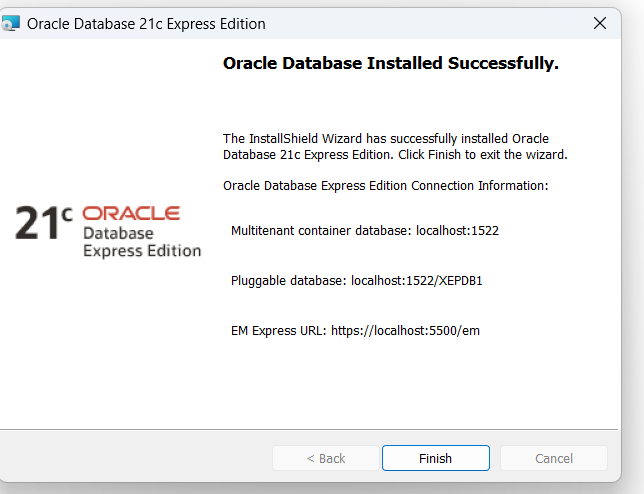 Oracle Database 21c Express Edition
Oracle Database Installed Successfully.
The InstallShield Wizard has successfully installed Oracle
Database 21c Express Edition. Click Finish to exit the wizard.
Oracle Database Express Edition Connection Information:
21c ORACLE
Database
Express Edition
Multitenant container database: localhost:1522
Pluggable database: localhost:1522/XEPDB1
EM Express URL: https://localhost:5500/em
< Back
Finish
Cancel